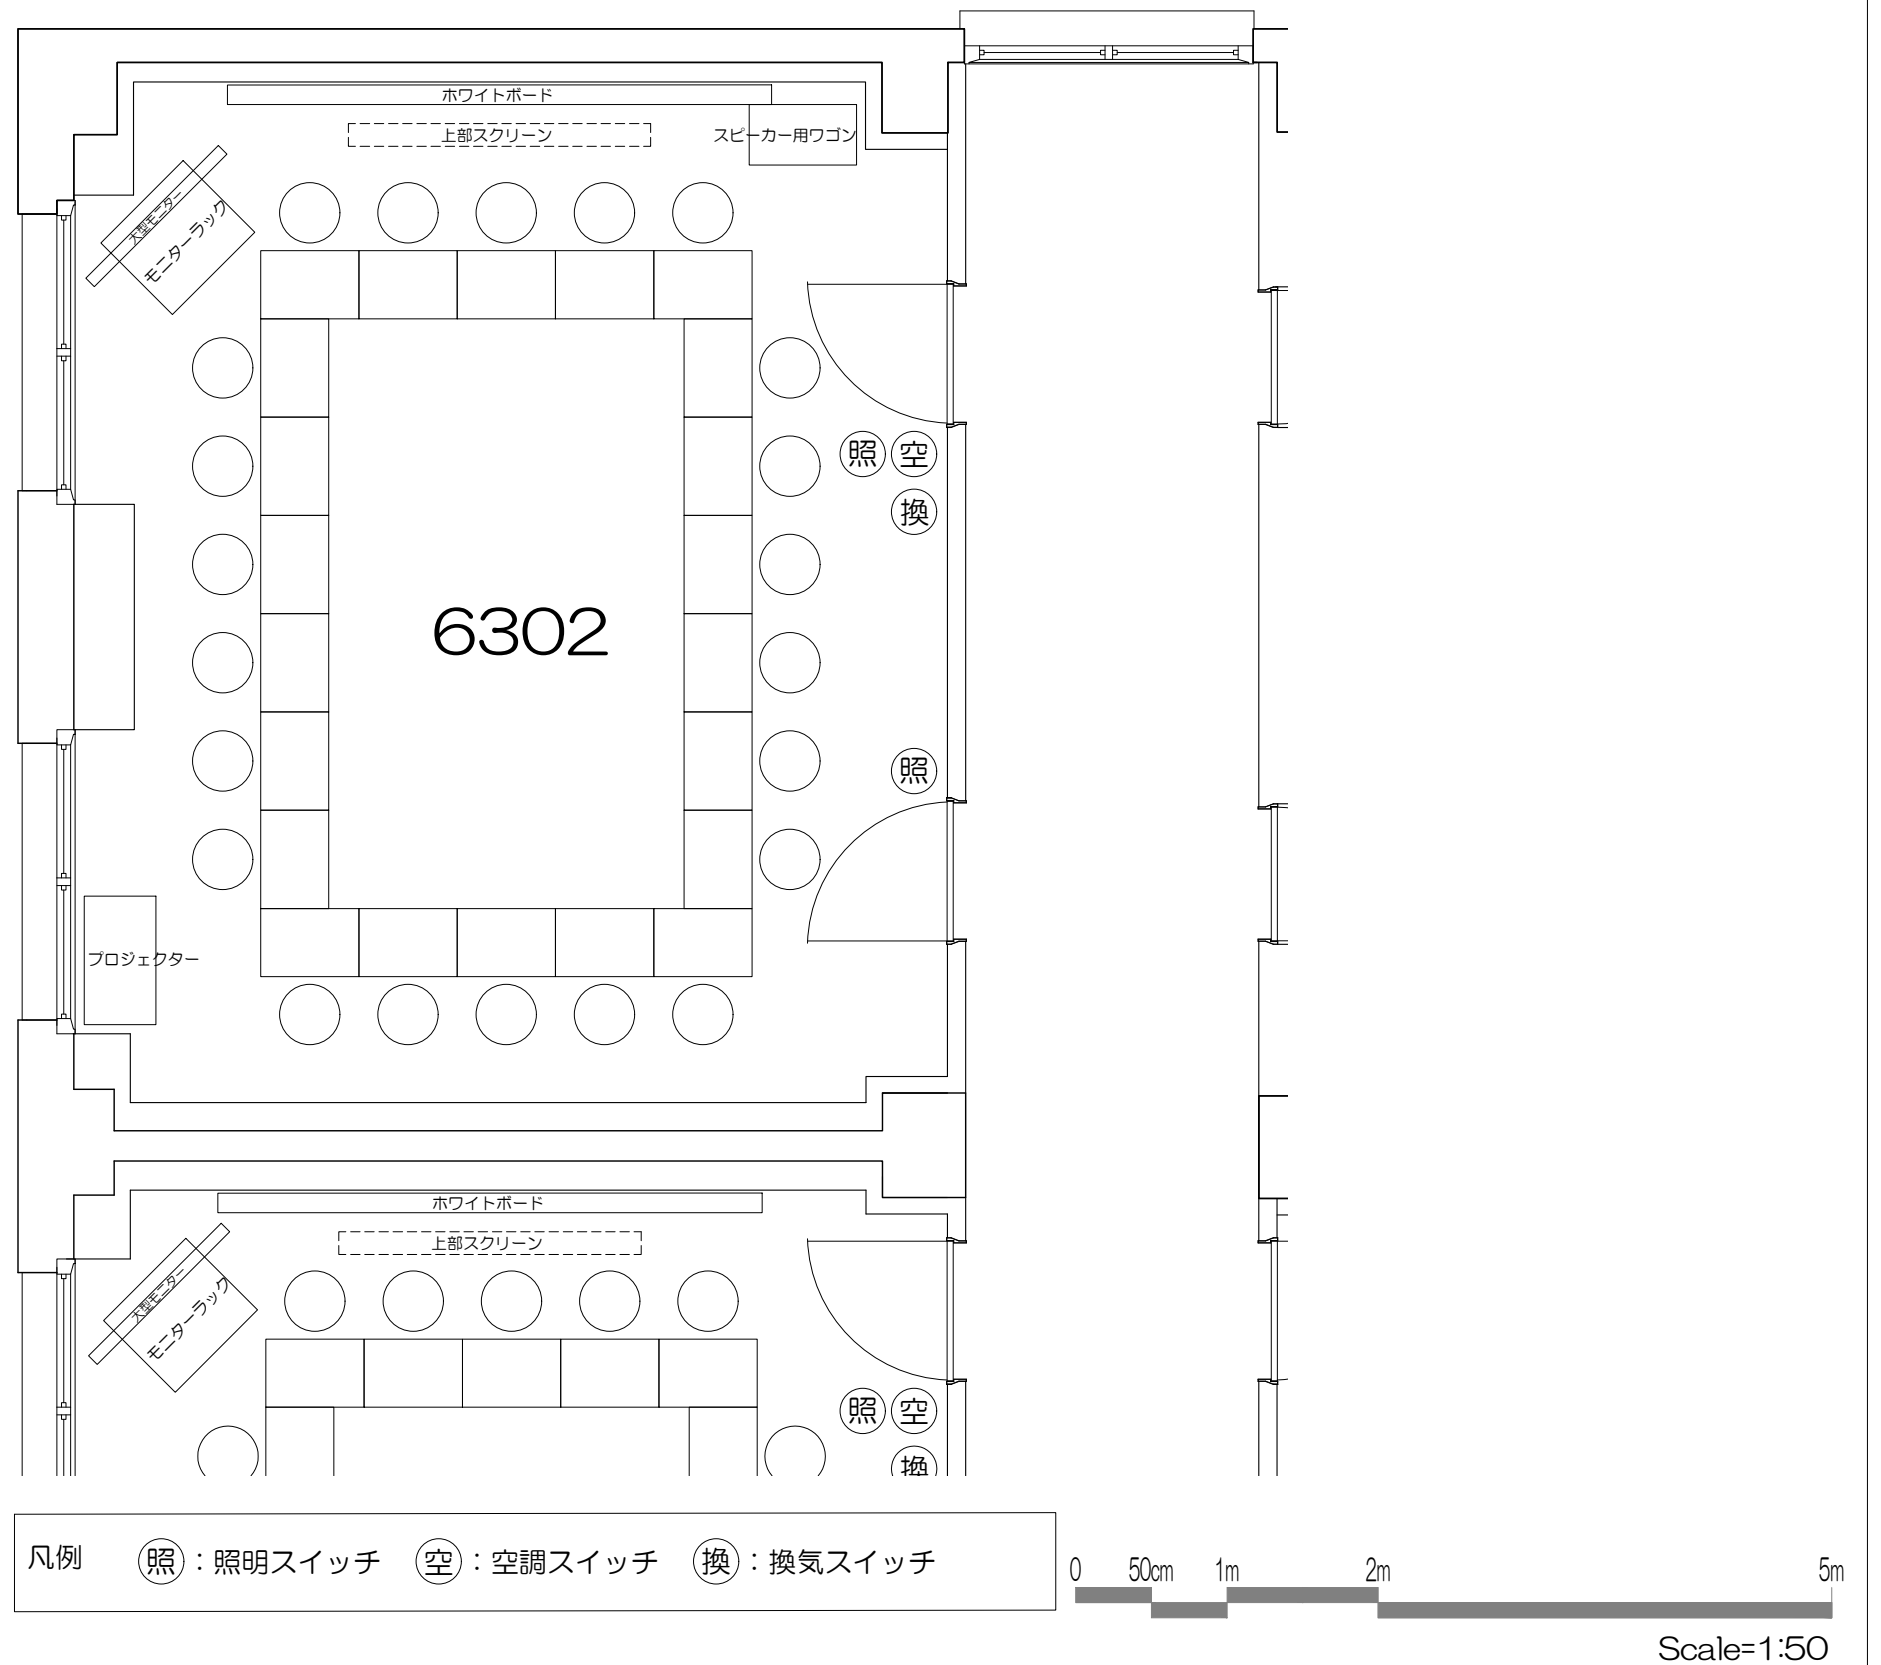 ホワイトボード
上部スクリーン
スピーカー用ワゴン
大型モニター
モニターラック
照 空
換
6302
照
プロジェクター
ホワイトボード
上部スクリーン
大型モニター
モニターラック
照 空
換
凡例 照：照明スイッチ 空：空調スイッチ 換：換気スイッチ
0 50cm 1m 2m 5m
Scale=1:50